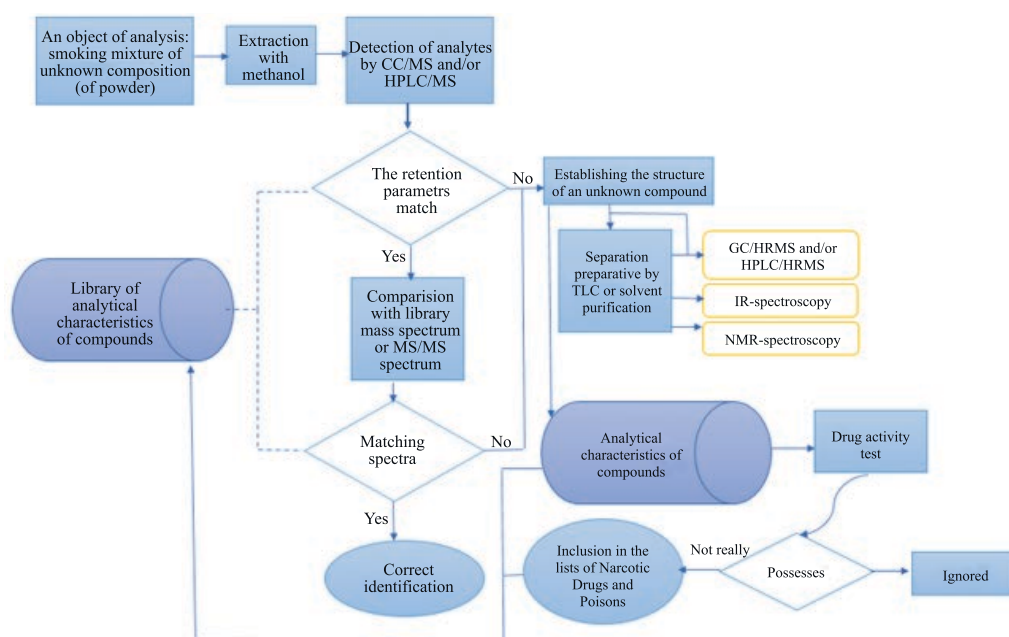 An object of analysis:
smoking mixture of
unknown composition
(of powder)
Extraction
with
methanol
Detection of analytes
by CC/MS and/or
HPLC/MS
The retention
parametrs
match
No
Establishing the structure
of an unknown compound
Yes
Separation
preparative by
TLC or solvent
purification
GC/HRMS and/or
HPLC/HRMS
IR-spectroscopy
NMR-spectroscopy
Library of
analytical
characteristics
of compounds
Comparision
with library
mass spectrum
or MS/MS
spectrum
Matching
spectra
No
Analytical
characteristics of
compounds
Drug activity
test
Yes
Correct
identification
Inclusion in the
lists of Narcotic
Drugs and
Poisons
Not really
Possesses
Ignored